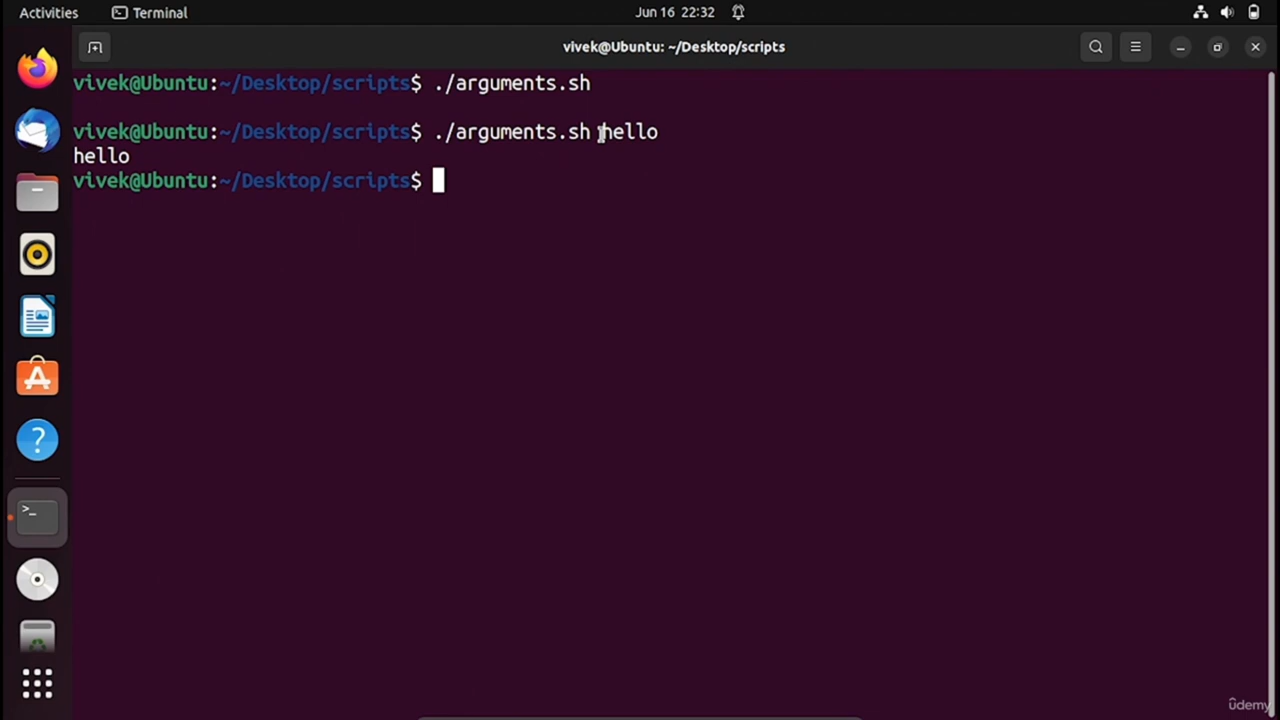 Activities Terminal Jun 16 22:32
vivek@Ubuntu: ~/Desktop/scripts
vivek@Ubuntu:~/Desktop/scripts$ ./arguments.sh
vivek@Ubuntu:~/Desktop/scripts$ ./arguments.sh hello
hello
vivek@Ubuntu:~/Desktop/scripts$
?
>_
A
ûdemy